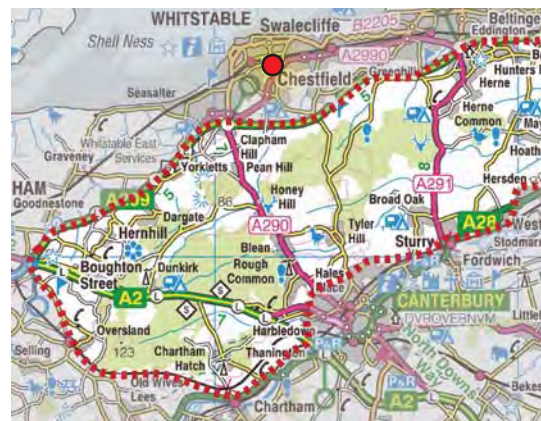 WHITSTABLE
Swalecliffe
B2205
Beltinge
Eddington
Shell Ness
A2990
Chestfield
Greenhill
Hunters
Herne
Seasalter
Herne
Common
Whitstable East
Services
Clapham
Hill
Graveney
Yorkletts
Pean Hill
Hoath
HAM
Honey
Hill
Hersden
Goodnestone
A291
Broad Oak
86
Dargate
A290
Tyler
Hill
A28
Hernhill
Blean
Sturry
Stodmars
Boughton
Street
Dunkirk
Rough
Common
Hales
Place
Fordwich
A2
CANTERBURY
DVROVERNVM
Harbledown
Oversland
Selling
123
Chartham
Hatch
Thanington
P&R
North Downs
Way
Old Wives
Lees
P&R
Chartham
A2
Bekes